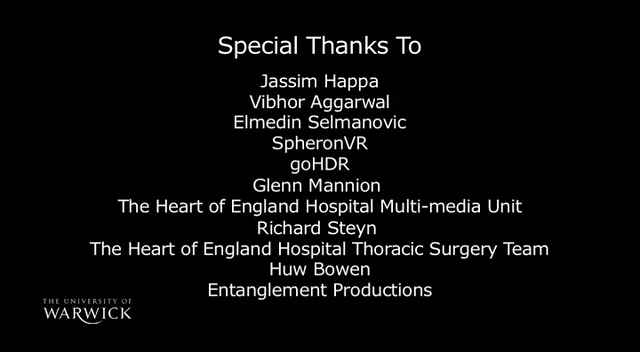 Special Thanks To
Jassim Happa
Vibhor Aggarwal
Elmedin Selmanovic
SpheronVR
goHDR
Glenn Mannion
The Heart of England Hospital Multi-media Unit
Richard Steyn
The Heart of England Hospital Thoracic Surgery Team
Huw Bowen
Entanglement Productions
THE UNIVERSITY OF
WARWICK